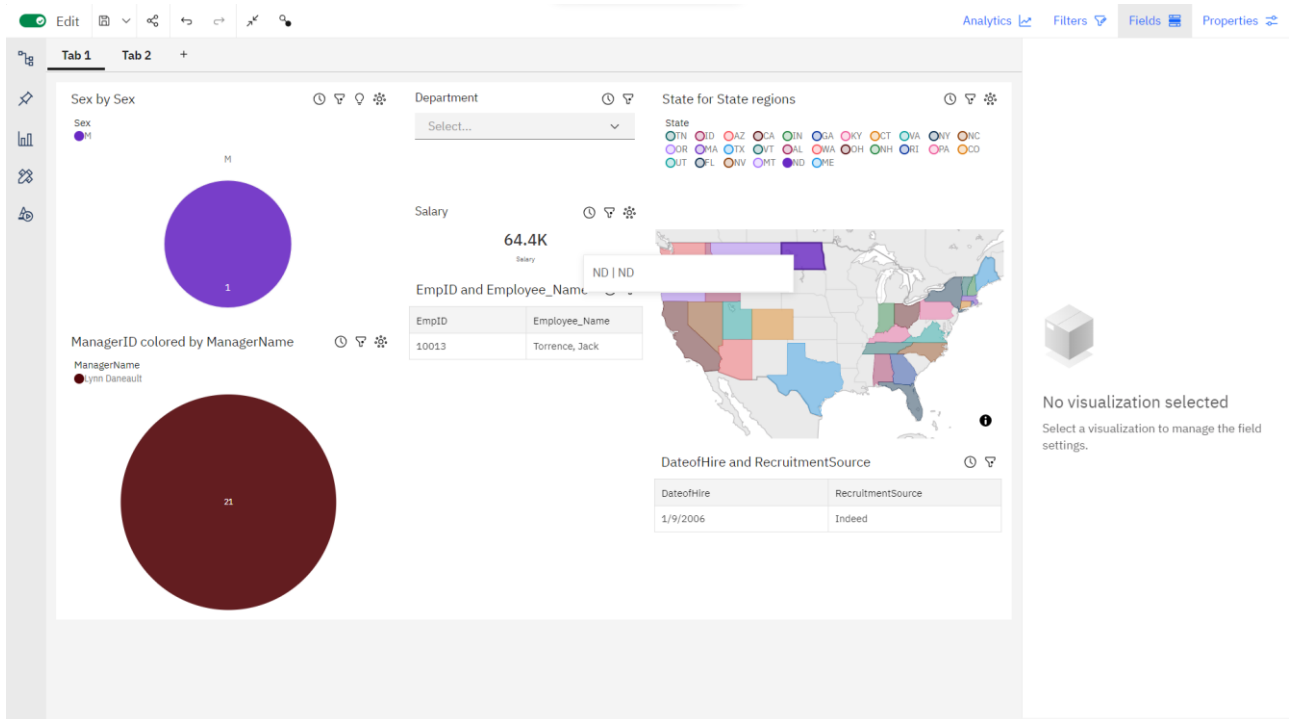 Edit
Analytics
Filters
Fields
Properties
Tab 1
Tab 2
+
Sex by Sex
Sex
M
M
1
ManagerID colored by ManagerName
ManagerName
Lynn Daneault
21
Department
Select...
Salary
64.4K
Salary
ND | ND
EmpID and Employee_Name
EmpID Employee_Name
10013 Torrence, Jack
State for State regions
State
TN ID AZ CA IN GA KY CT VA NY NC
OR MA TX VT AL WA OH NH RI PA CO
UT FL NV MT ND ME
DateofHire and RecruitmentSource
DateofHire RecruitmentSource
1/9/2006 Indeed
No visualization selected
Select a visualization to manage the field
settings.